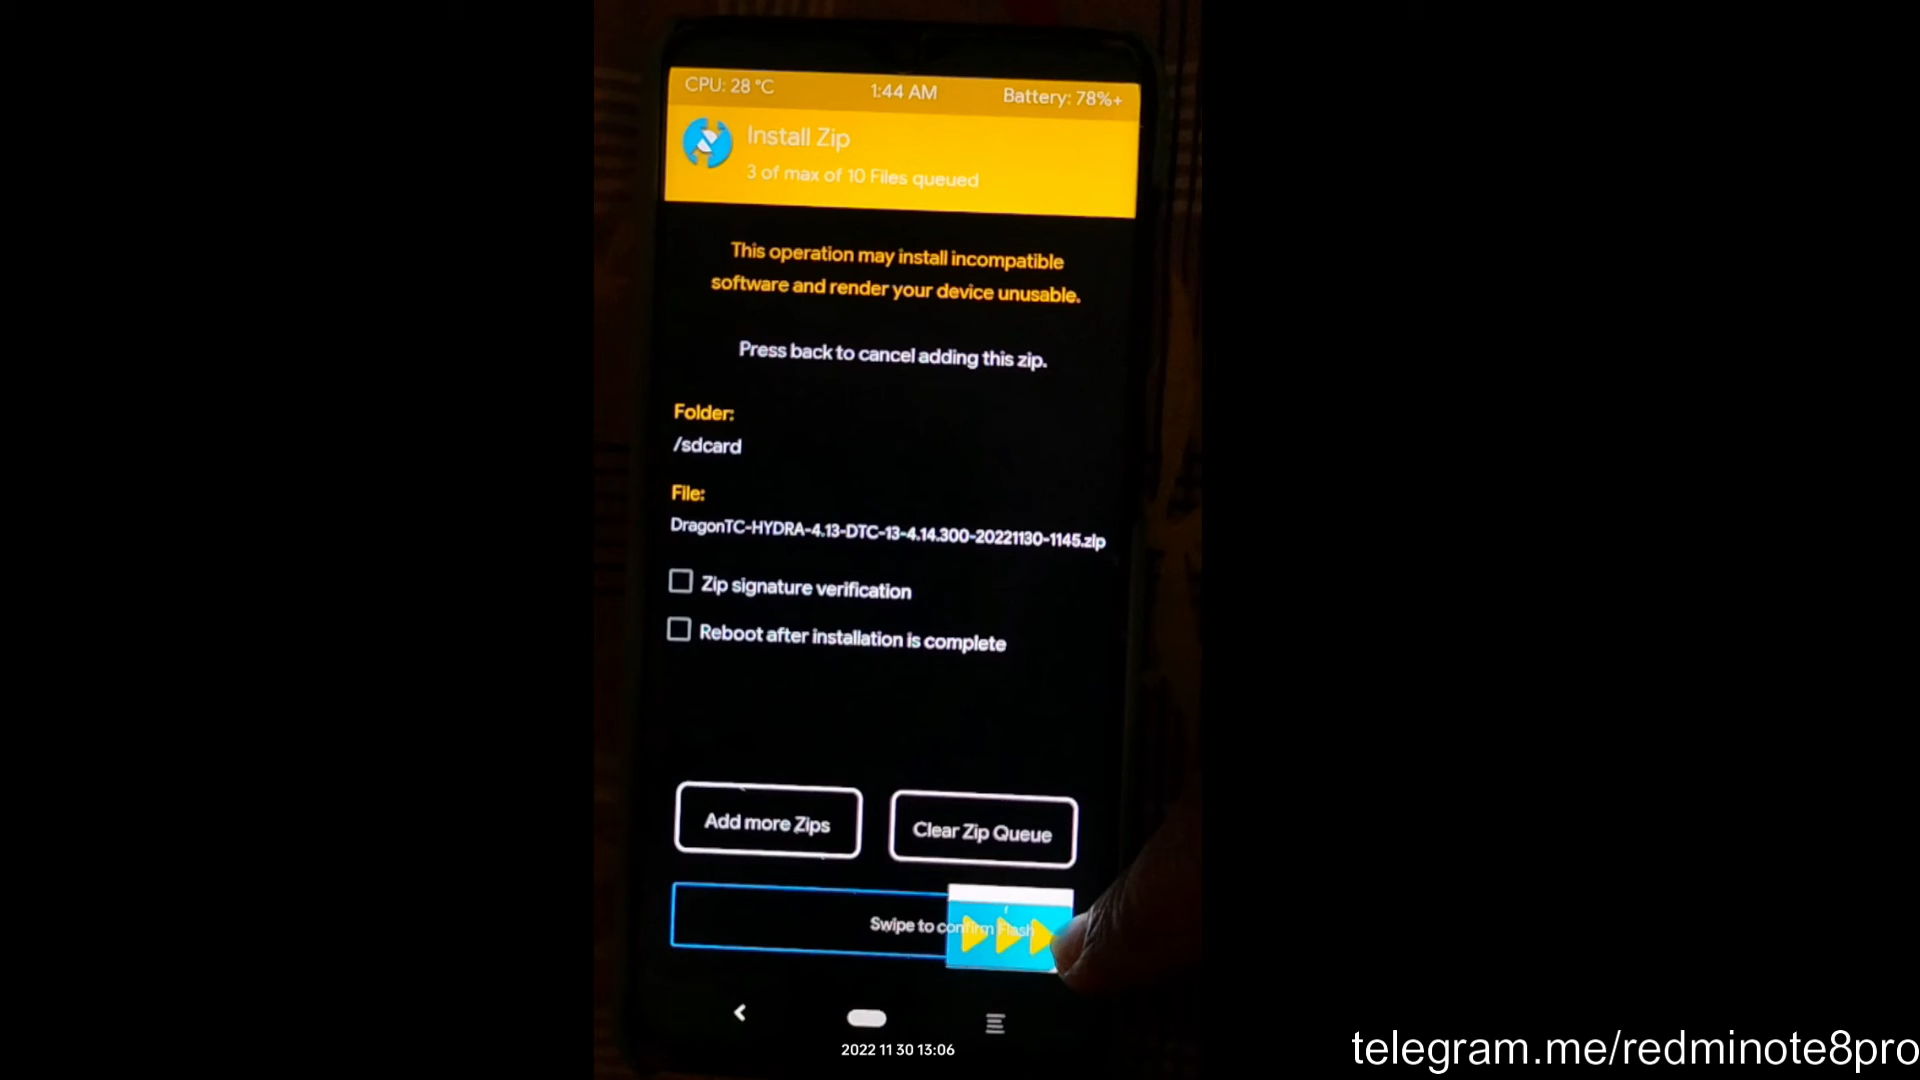 CPU: 28 °C 1:44 AM Battery: 78%+
Install Zip
3 of max of 10 Files queued
This operation may install incompatible
software and render your device unusable.
Press back to cancel adding this zip.
Folder:
/sdcard
File:
DragonTC-HYDRA-4.13-DTC-13-4.14.300-20221130-1145.zip
Zip signature verification
Reboot after installation is complete
Add more Zips Clear Zip Queue
Swipe to confirm Flash
2022 11 30 13:06
telegram.me/redminote8pro